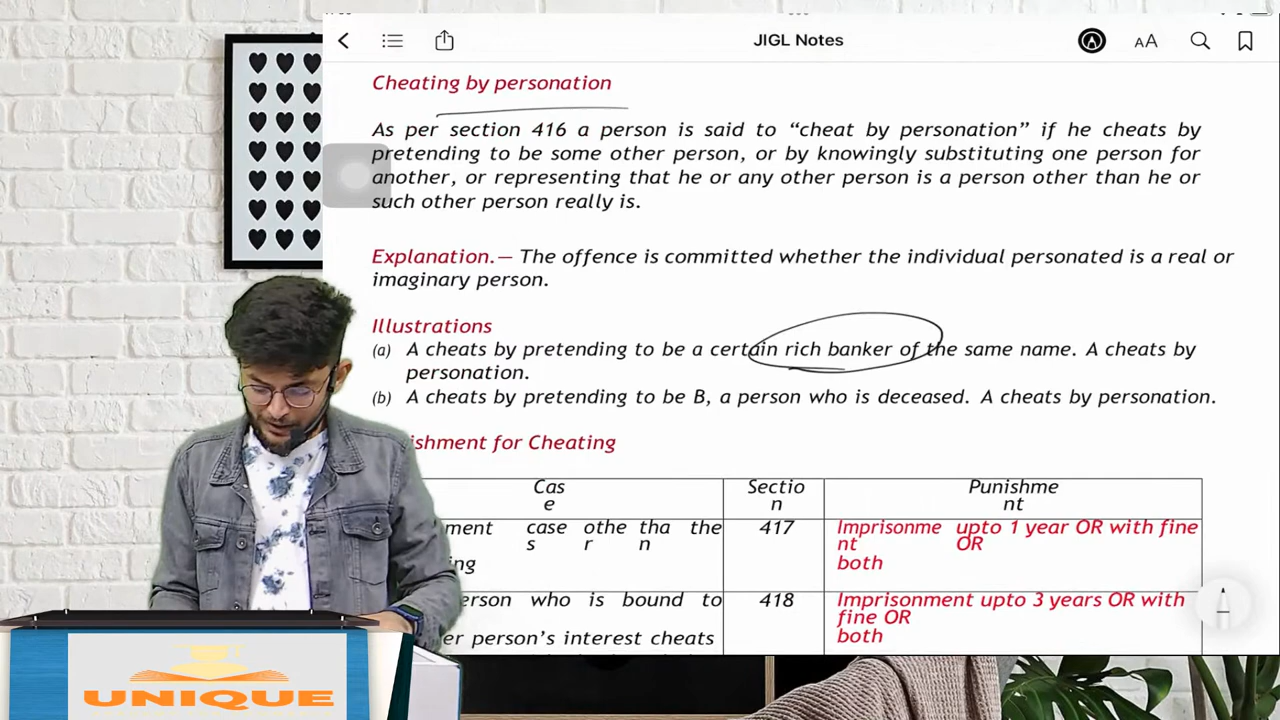 JIGL Notes
AA
Cheating by personation
As per section 416 a person is said to “cheat by personation” if he cheats by
pretending to be some other person, or by knowingly substituting one person for
another, or representing that he or any other person is a person other than he or
such other person really is.
Explanation.— The offence is committed whether the individual personated is a real or
imaginary person.
Illustrations
(a) A cheats by pretending to be a certain rich banker of the same name. A cheats by
personation.
(b) A cheats by pretending to be B, a person who is deceased. A cheats by personation.
ishment for Cheating
Cas
e
Sectio
n
Punishme
nt
ment case othe tha the
s r n
ing
417
Imprisonme upto 1 year OR with fine
nt OR
both
erson who is bound to
er person’s interest cheats
418
Imprisonment upto 3 years OR with
fine OR
both
UNIQUE